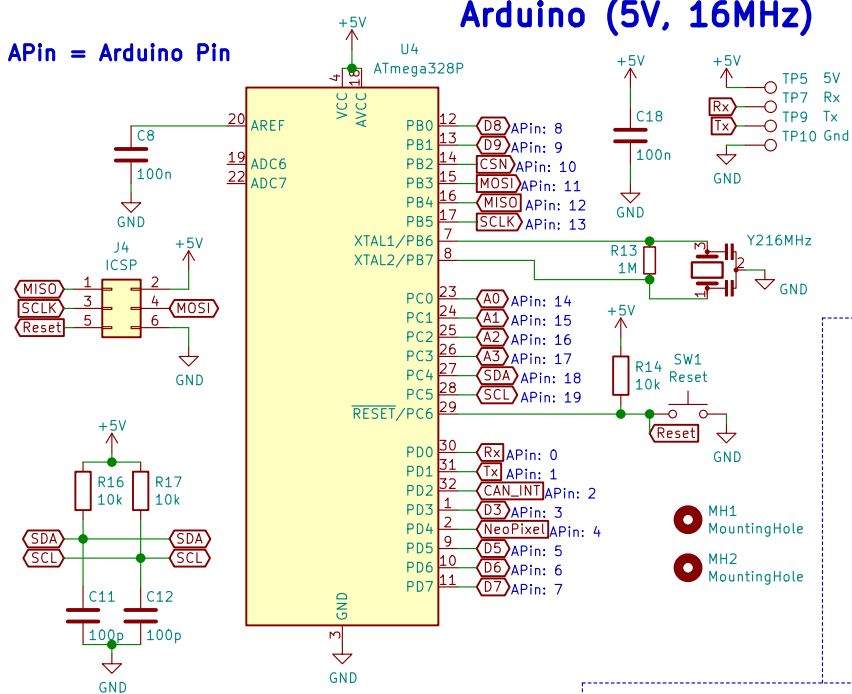 Arduino (5V, 16MHz)
APin = Arduino Pin
+5V
U4
ATmega328P
4
18
VCC
AVCC
20 AREF
19 ADC6
22 ADC7
C8
100n
GND
PB0 12 D8 APin: 8
PB1 13 D9 APin: 9
PB2 14 CSN APin: 10
PB3 15 MOSI APin: 11
PB4 16 MISO APin: 12
PB5 17 SCLK APin: 13
XTAL1/PB6 7
XTAL2/PB7 8
PC0 23 A0 APin: 14
PC1 24 A1 APin: 15
PC2 25 A2 APin: 16
PC3 26 A3 APin: 17
PC4 27 SDA APin: 18
PC5 28 SCL APin: 19
RESET/PC6 29
PD0 30 Rx APin: 0
PD1 31 Tx APin: 1
PD2 32 CAN_INT APin: 2
PD3 1 D3 APin: 3
PD4 2 NeoPixel APin: 4
PD5 9 D5 APin: 5
PD6 10 D6 APin: 6
PD7 11 D7 APin: 7
GND
3
GND
+5V
C18
100n
GND
+5V
TP5 5V
Rx TP7 Rx
Tx TP9 Tx
TP10 Gnd
GND
R13
1M
Y216MHz
3
2
1
GND
+5V
R14
10k
SW1
Reset
Reset
GND
J4
ICSP
+5V
MISO 1 2
SCLK 3 4 MOSI
Reset 5 6
GND
+5V
R16
10k
R17
10k
SDA SDA
SCL SCL
C11
100p
C12
100p
GND
MH1
MountingHole
MH2
MountingHole